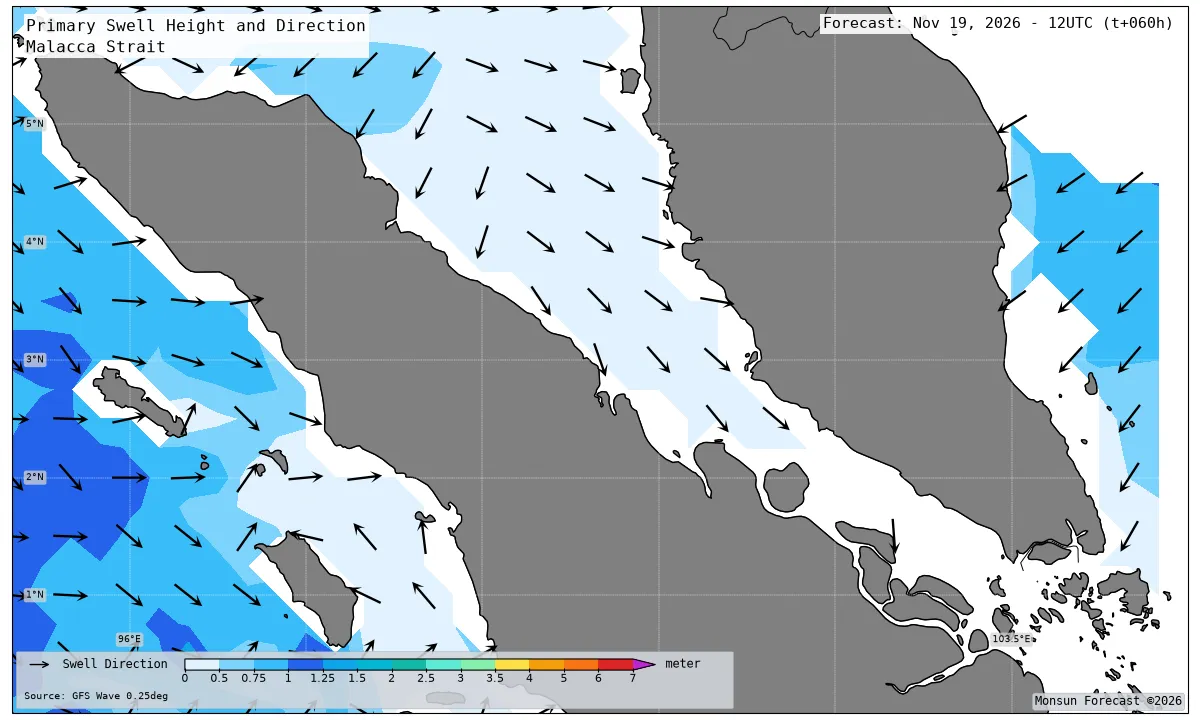 Primary Swell Height and Direction
Malacca Strait
Forecast: Nov 19, 2026 - 12UTC (t+060h)
5°N
4°N
3°N
2°N
1°N
96°E
103.5°E
Swell Direction
meter
0 0.5 0.75 1 1.25 1.5 2 2.5 3 3.5 4 5 6 7
Source: GFS Wave 0.25deg
Monsun Forecast ©2026